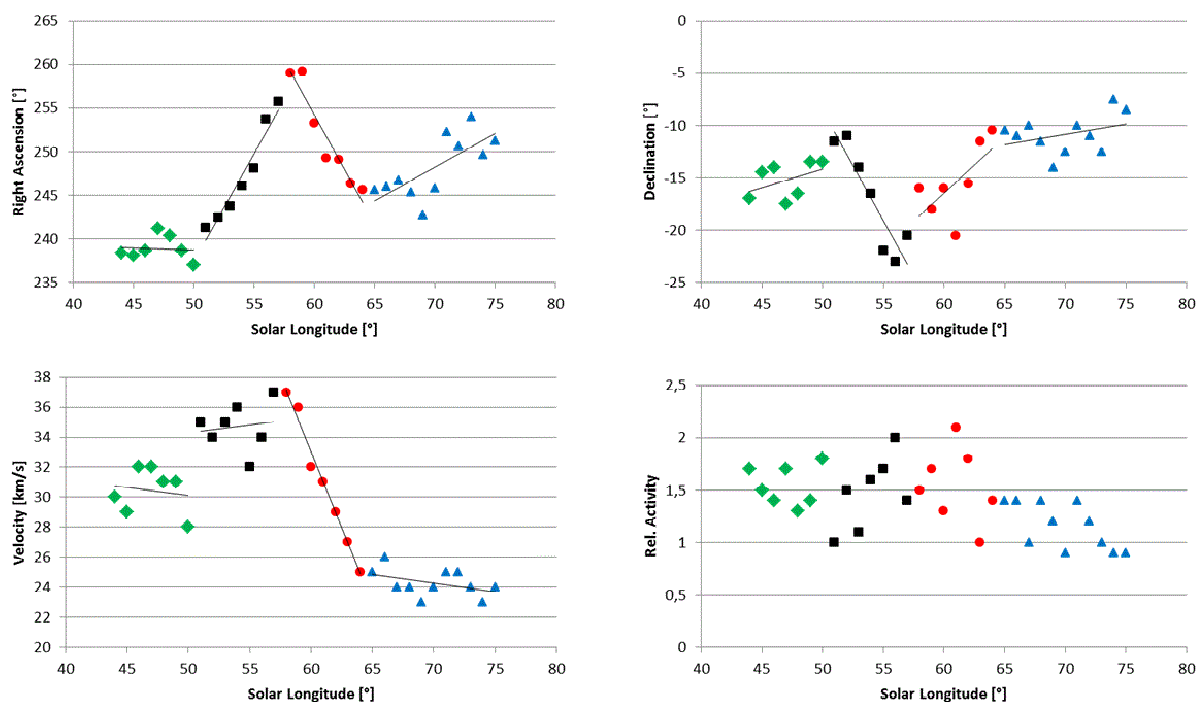 265
260
255
250
245
240
235
Right Ascension [°]
40 45 50 55 60 65 70 75 80
Solar Longitude [°]
0
-5
-10
-15
-20
-25
Declination [°]
40 45 50 55 60 65 70 75 80
Solar Longitude [°]
38
36
34
32
30
28
26
24
22
20
Velocity [km/s]
40 45 50 55 60 65 70 75 80
Solar Longitude [°]
2,5
2
1,5
1
0,5
0
Rel. Activity
40 45 50 55 60 65 70 75 80
Solar Longitude [°]